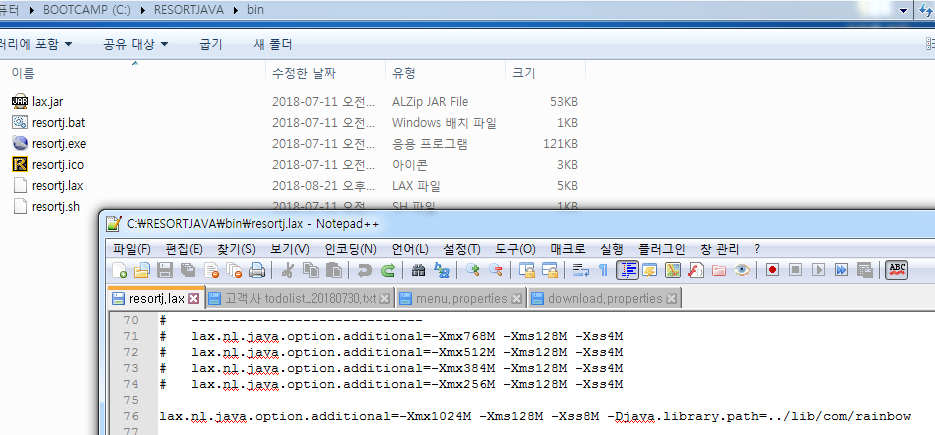 퓨터 ▶ BOOTCAMP (C:) ▶ RESORTJAVA ▶ bin
러리에 포함 ▼ 공유 대상 ▼ 굽기 새 폴더
이름 수정한 날짜 유형 크기
lax.jar 2018-07-11 오전... ALZip JAR File 53KB
resortj.bat 2018-07-11 오전... Windows 배치 파일 1KB
resortj.exe 2018-07-11 오전... 응용 프로그램 121KB
resortj.ico 2018-07-11 오전... 아이콘 3KB
resortj.lax 2018-08-21 오후... LAX 파일 5KB
resortj.sh 2018-07-11 오전... SH 파일 1KB
C:₩RESORTJAVA₩bin₩resortj.lax - Notepad++
파일(F) 편집(E) 찾기(S) 보기(V) 인코딩(N) 언어(L) 설정(T) 도구(O) 매크로 실행 플러그인 창 관리 ?
ABC
resortj.lax 고객사 todolist_20180730.txt menu.properties download.properties
70 # -----------------------------
71 # lax.nl.java.option.additional=-Xmx768M -Xms128M -Xss4M
72 # lax.nl.java.option.additional=-Xmx512M -Xms128M -Xss4M
73 # lax.nl.java.option.additional=-Xmx384M -Xms128M -Xss4M
74 # lax.nl.java.option.additional=-Xmx256M -Xms128M -Xss4M
75
76 lax.nl.java.option.additional=-Xmx1024M -Xms128M -Xss8M -Djava.library.path=../lib/com/rainbow
77